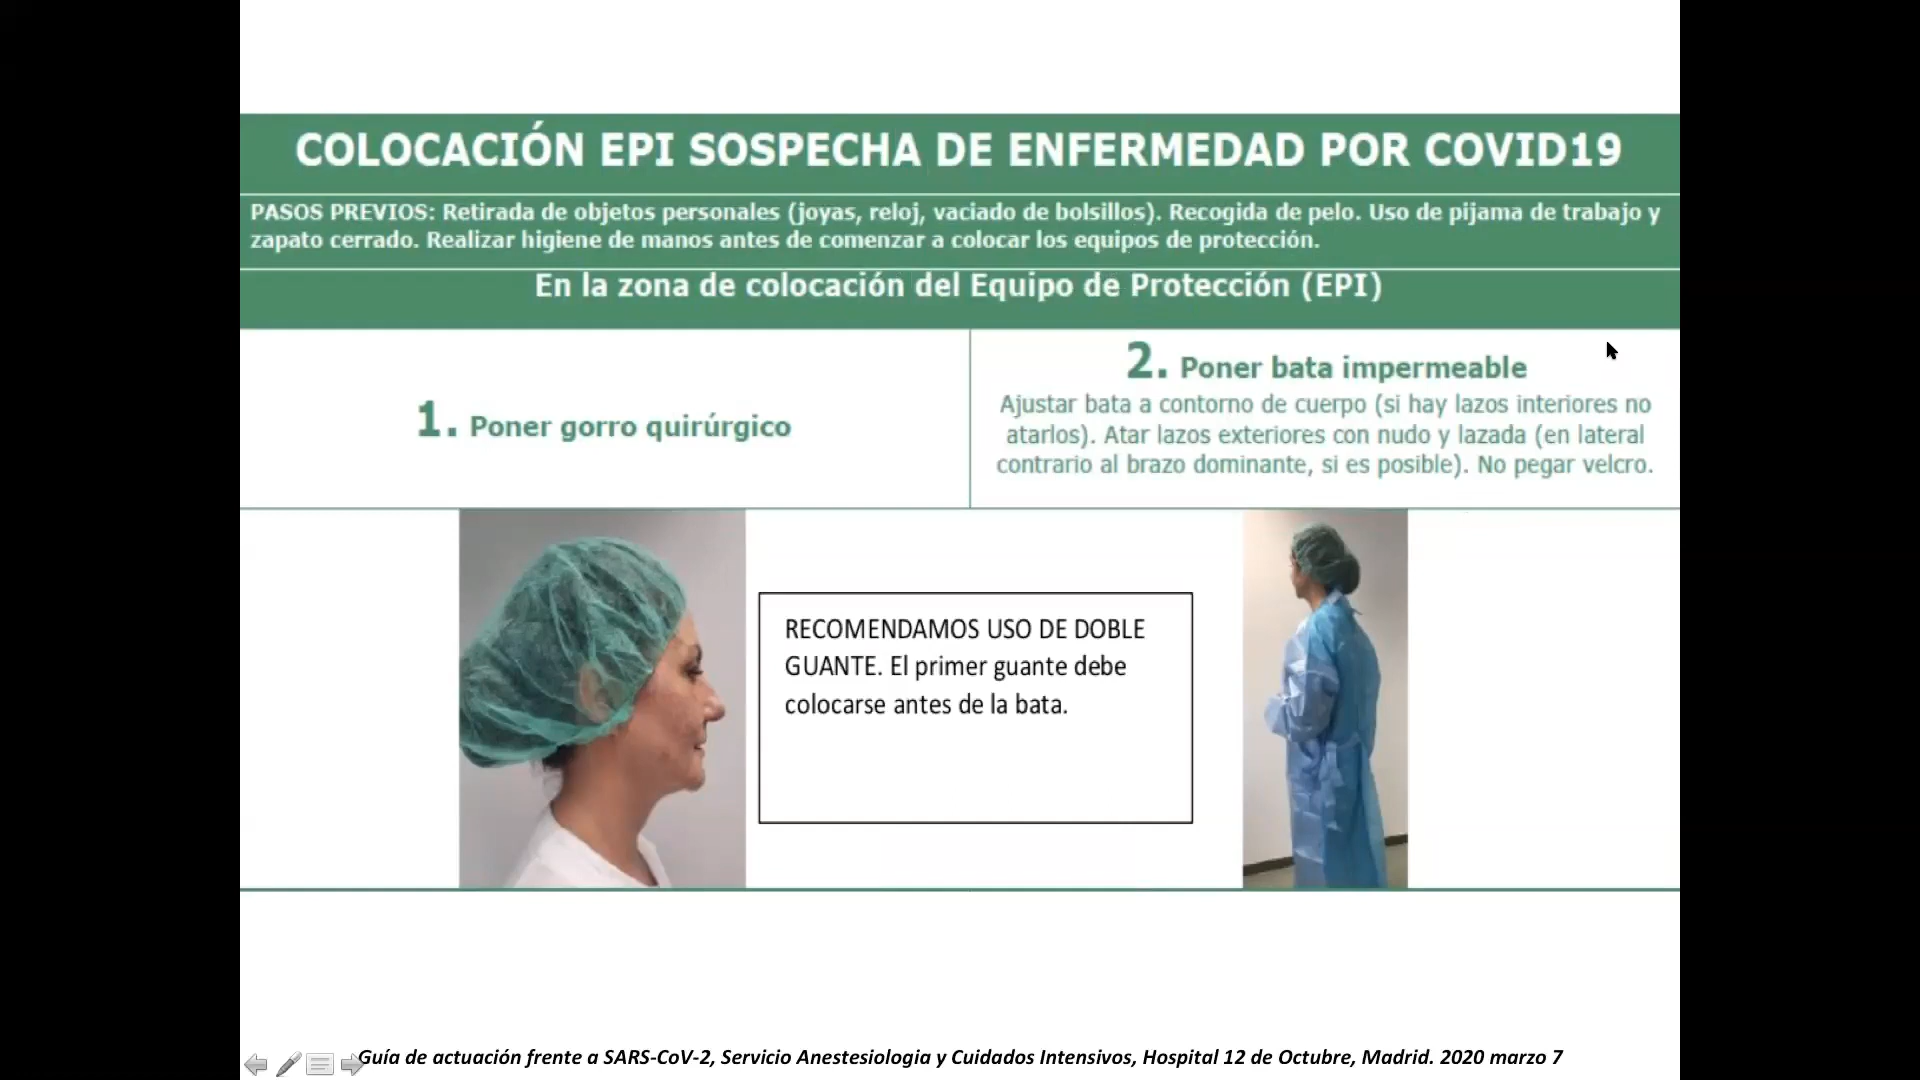 COLOCACIÓN EPI SOSPECHA DE ENFERMEDAD POR COVID19
PASOS PREVIOS: Retirada de objetos personales (joyas, reloj, vaciado de bolsillos). Recogida de pelo. Uso de pijama de trabajo y
zapato cerrado. Realizar higiene de manos antes de comenzar a colocar los equipos de protección.
En la zona de colocación del Equipo de Protección (EPI)
1. Poner gorro quirúrgico
2. Poner bata impermeable
Ajustar bata a contorno de cuerpo (si hay lazos interiores no
atarlos). Atar lazos exteriores con nudo y lazada (en lateral
contrario al brazo dominante, si es posible). No pegar velcro.
RECOMENDAMOS USO DE DOBLE
GUANTE. El primer guante debe
colocarse antes de la bata.
Guía de actuación frente a SARS-CoV-2, Servicio Anestesiologia y Cuidados Intensivos, Hospital 12 de Octubre, Madrid. 2020 marzo 7